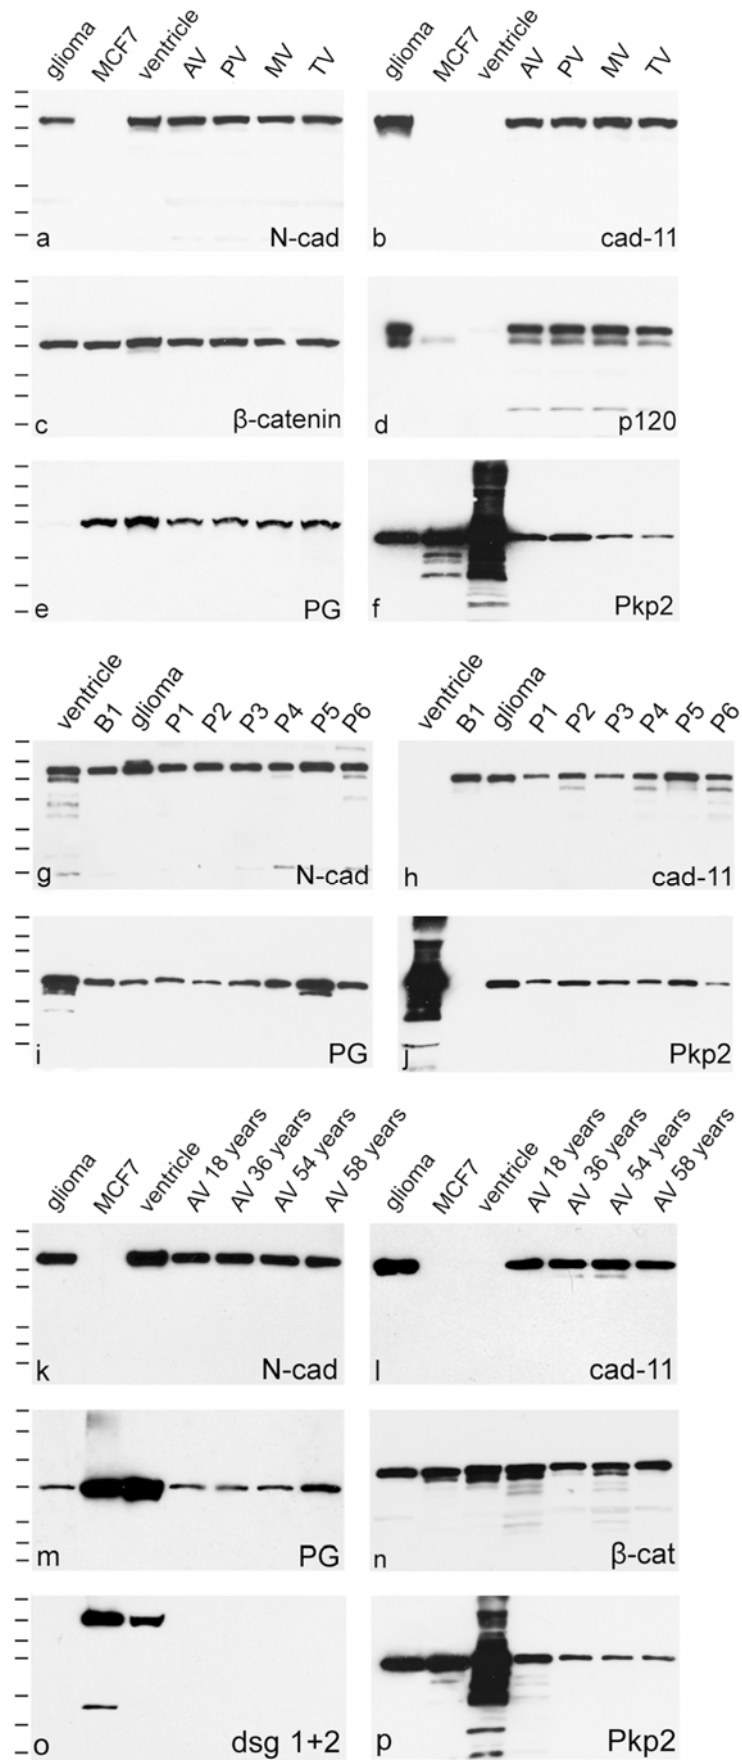 glioma MCF7 ventricle AV PV MV TV
glioma MCF7 ventricle AV PV MV TV
a N-cad
b cad-11
c β-catenin
d p120
e PG
f Pkp2
ventricle B1 glioma P1 P2 P3 P4 P5 P6
ventricle B1 glioma P1 P2 P3 P4 P5 P6
g N-cad
h cad-11
i PG
j Pkp2
glioma MCF7 ventricle AV 18 years AV 36 years AV 54 years AV 58 years
glioma MCF7 ventricle AV 18 years AV 36 years AV 54 years AV 58 years
k N-cad
l cad-11
m PG
n β-cat
o dsg 1+2
p Pkp2